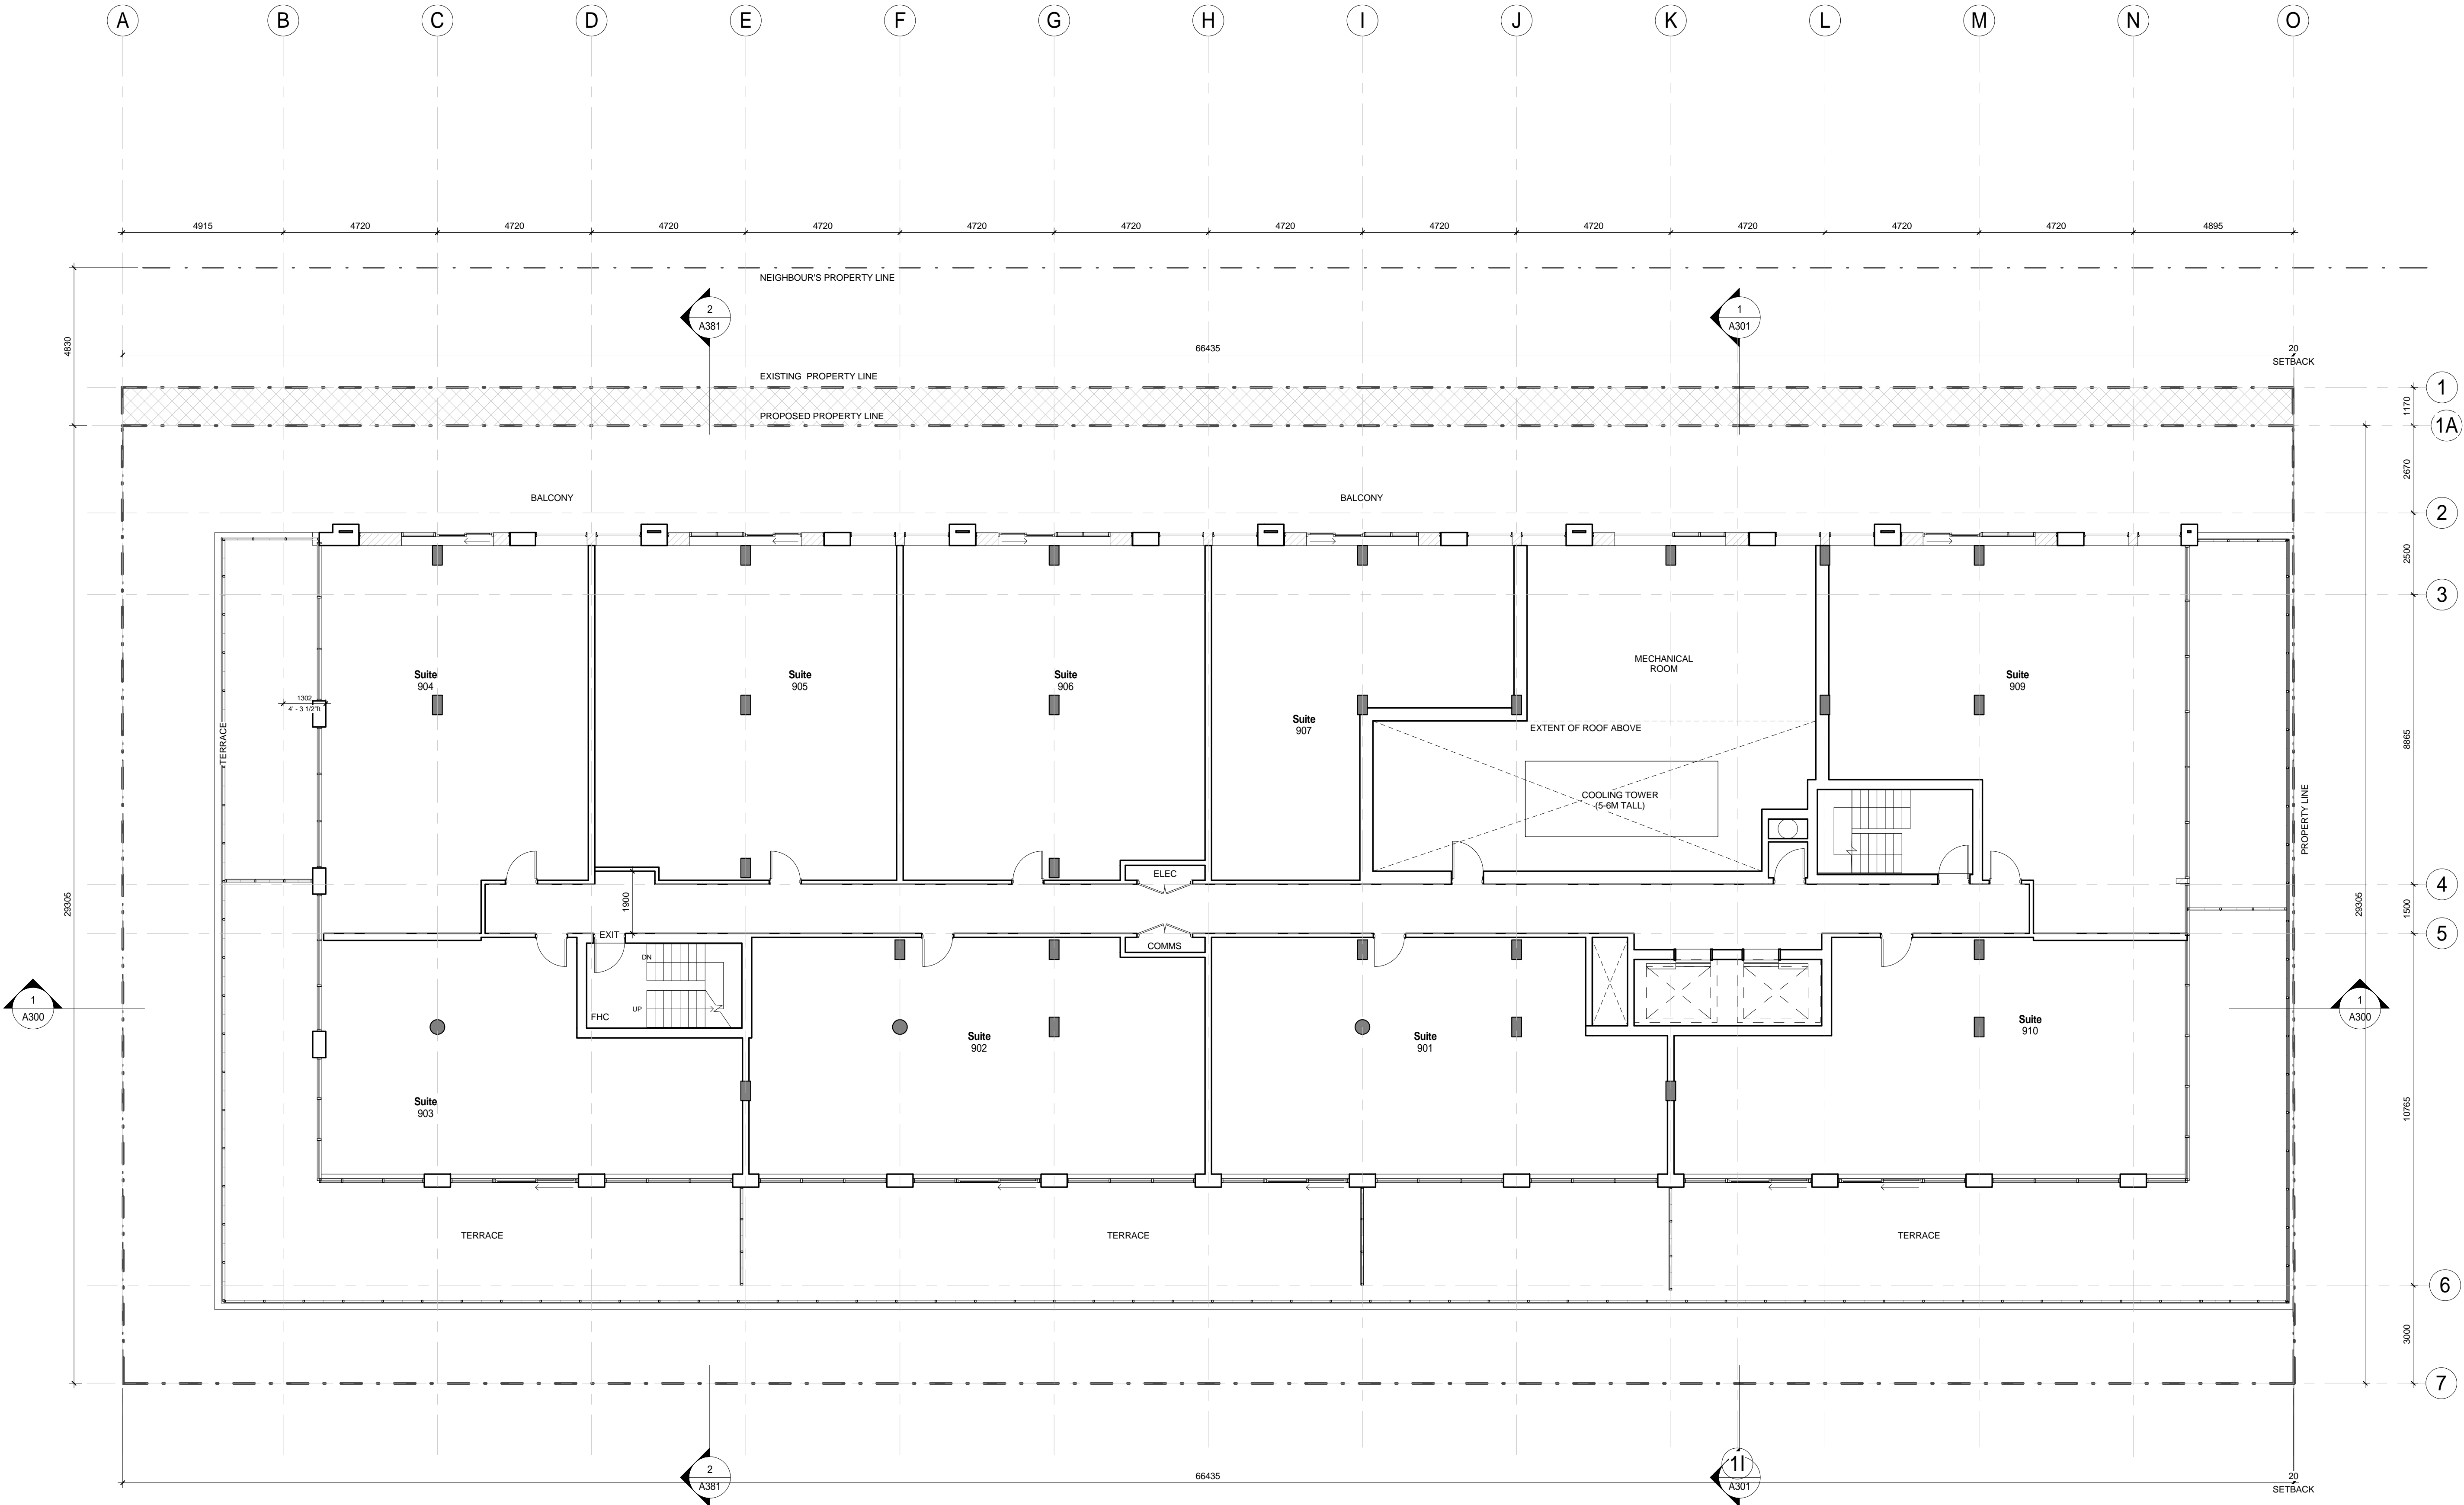 A B C D E F G H I J K L M N O
4915 4720 4720 4720 4720 4720 4720 4720 4720 4720 4720 4720 4720 4895
NEIGHBOUR'S PROPERTY LINE
2
A381
1
A301
4830
66435
20
SETBACK
EXISTING PROPERTY LINE
1
1170
PROPOSED PROPERTY LINE
1A
2670
BALCONY
BALCONY
2
2500
3
Suite
904
Suite
905
Suite
906
Suite
907
MECHANICAL
ROOM
Suite
909
1302
4' - 3 1/2"ft
TERRACE
EXTENT OF ROOF ABOVE
8865
COOLING TOWER
(5-6M TALL)
PROPERTY LINE
ELEC
4
29305
1900
29305
1500
EXIT
COMMS
5
DN
UP
FHC
1
A300
1
A300
Suite
902
Suite
901
Suite
910
Suite
903
10765
TERRACE
TERRACE
TERRACE
6
3000
7
2
A381
1I
A301
66435
20
SETBACK